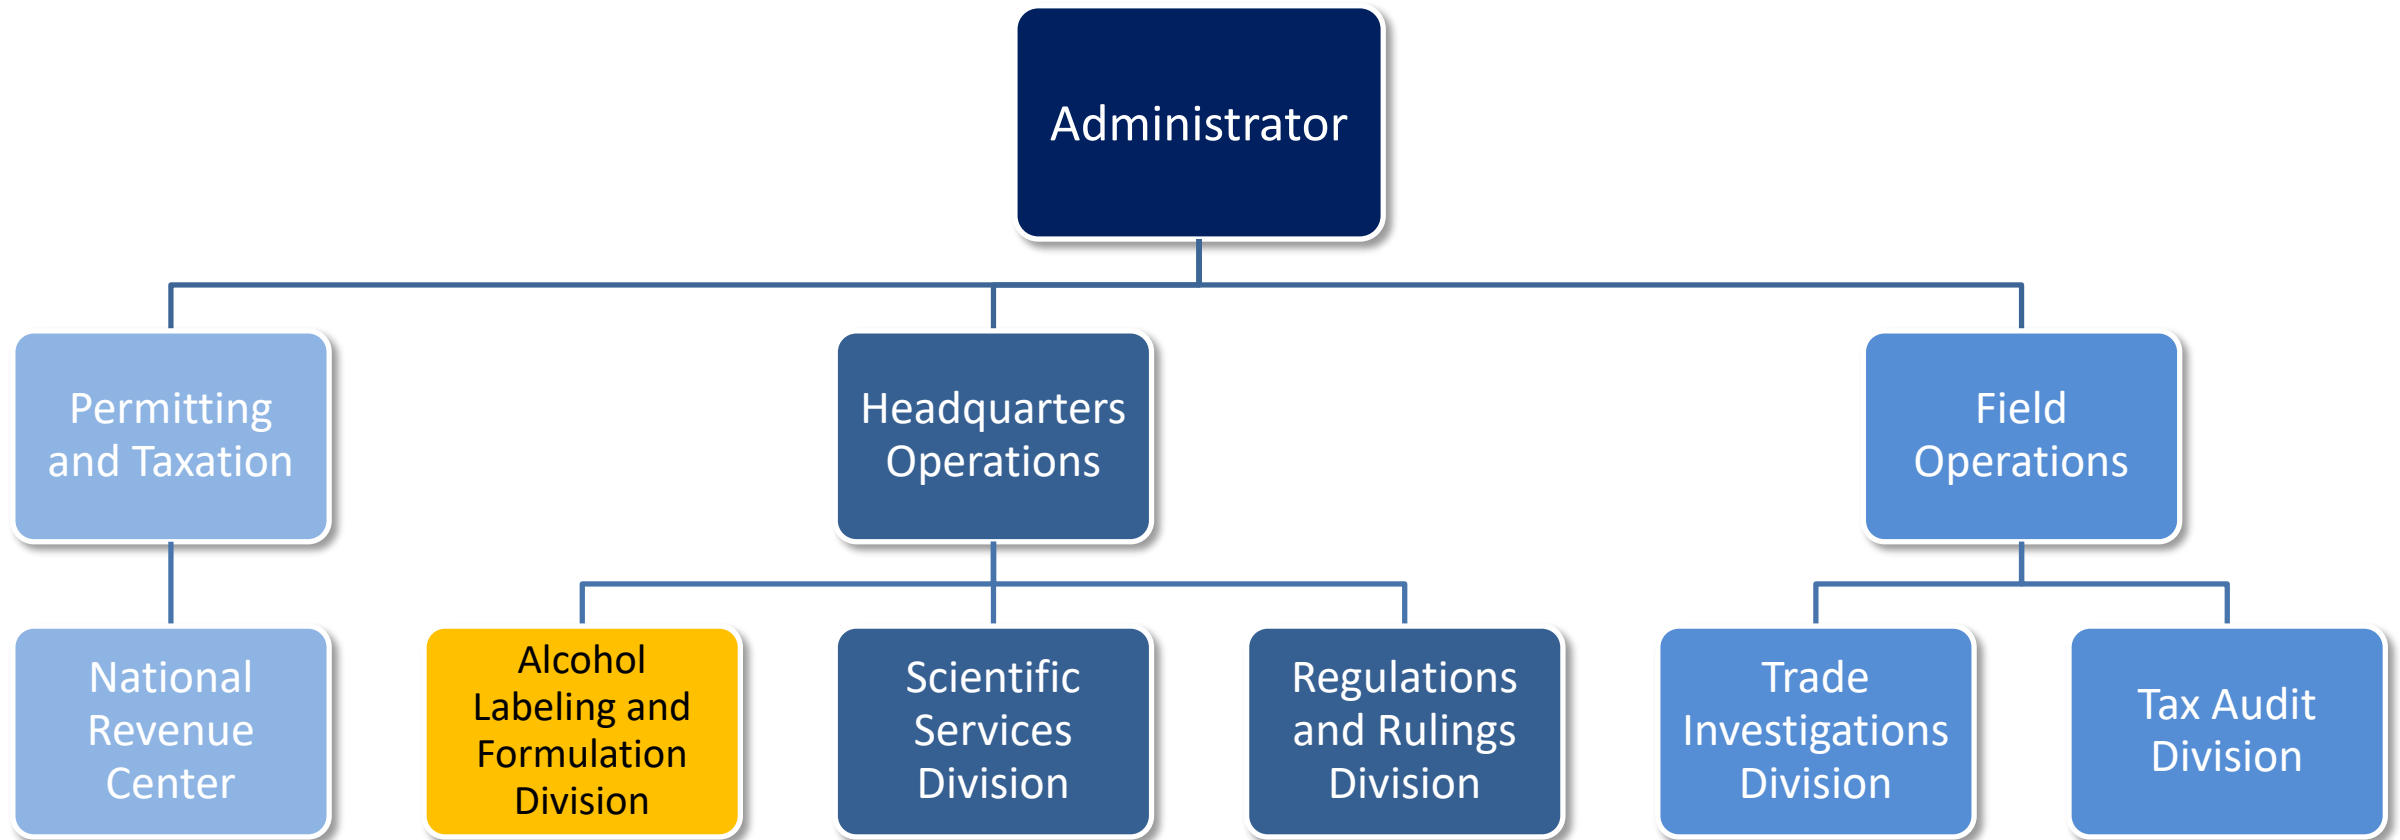 Administrator
Permitting
and Taxation
Headquarters
Operations
Field
Operations
National
Revenue
Center
Alcohol
Labeling and
Formulation
Division
Scientific
Services
Division
Regulations
and Rulings
Division
Trade
Investigations
Division
Tax Audit
Division